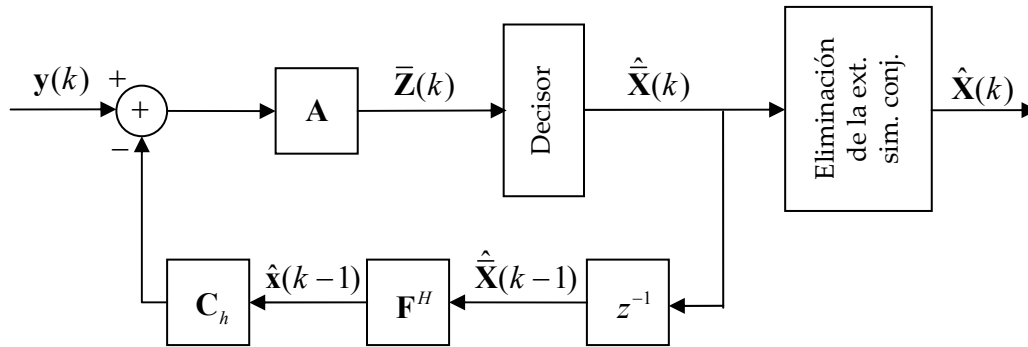 y(k)
+
+
−
A
Z̄(k)
Decisor
X̄̂(k)
Eliminación
de la ext.
sim. conj.
X̂(k)
C_h
x̂(k−1)
F^H
X̄̂(k−1)
z^{−1}